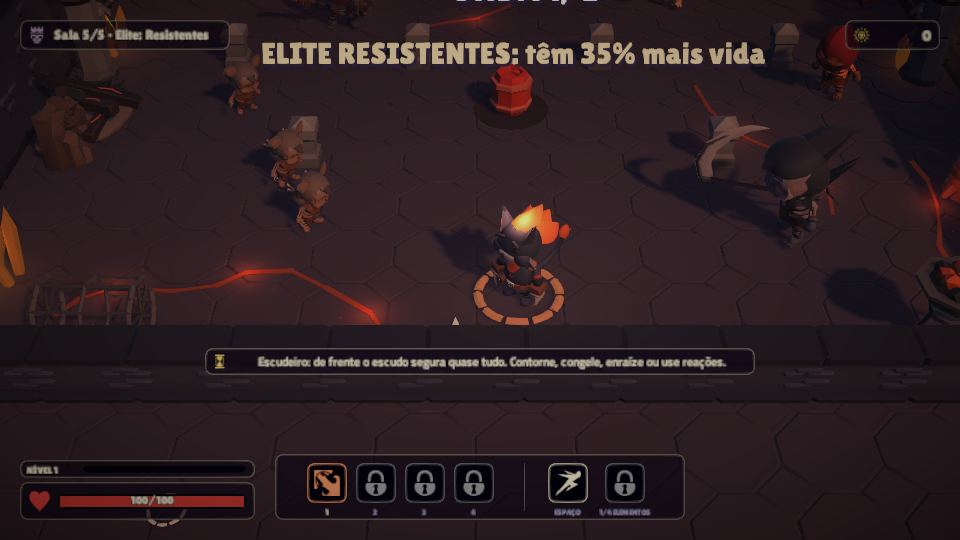 Sala 5/5 · Elite: Resistentes
0
ELITE RESISTENTES: têm 35% mais vida
Escudeiro: de frente o escudo segura quase tudo. Contorne, congele, enraíze ou use reações.
NÍVEL 1
100/100
1
2
3
4
ESPAÇO
1/4 ELEMENTOS